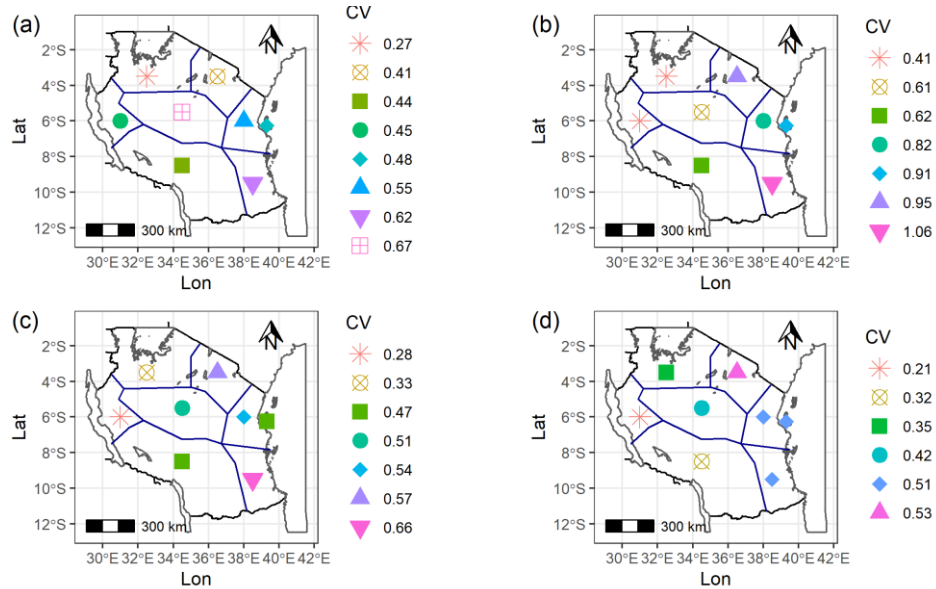 (a)
CV
N
2°S
4°S
6°S
8°S
10°S
12°S
Lat
300 km
30°E 32°E 34°E 36°E 38°E 40°E 42°E
Lon
0.27
0.41
0.44
0.45
0.48
0.55
0.62
0.67
(b)
CV
N
2°S
4°S
6°S
8°S
10°S
12°S
Lat
300 km
30°E 32°E 34°E 36°E 38°E 40°E 42°E
Lon
0.41
0.61
0.62
0.82
0.91
0.95
1.06
(c)
CV
N
2°S
4°S
6°S
8°S
10°S
12°S
Lat
300 km
30°E 32°E 34°E 36°E 38°E 40°E 42°E
Lon
0.28
0.33
0.47
0.51
0.54
0.57
0.66
(d)
CV
N
2°S
4°S
6°S
8°S
10°S
12°S
Lat
300 km
30°E 32°E 34°E 36°E 38°E 40°E 42°E
Lon
0.21
0.32
0.35
0.42
0.51
0.53